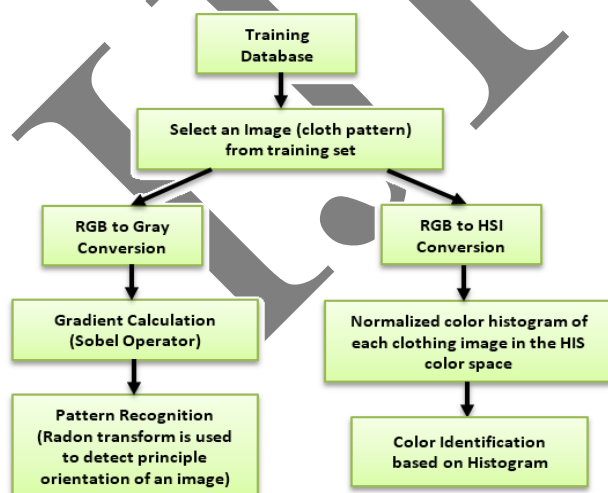 Training
Database
Select an Image (cloth pattern)
from training set
RGB to Gray
Conversion
RGB to HSI
Conversion
Gradient Calculation
(Sobel Operator)
Normalized color histogram of
each clothing image in the HIS
color space
Pattern Recognition
(Radon transform is used
to detect principle
orientation of an image)
Color Identification
based on Histogram